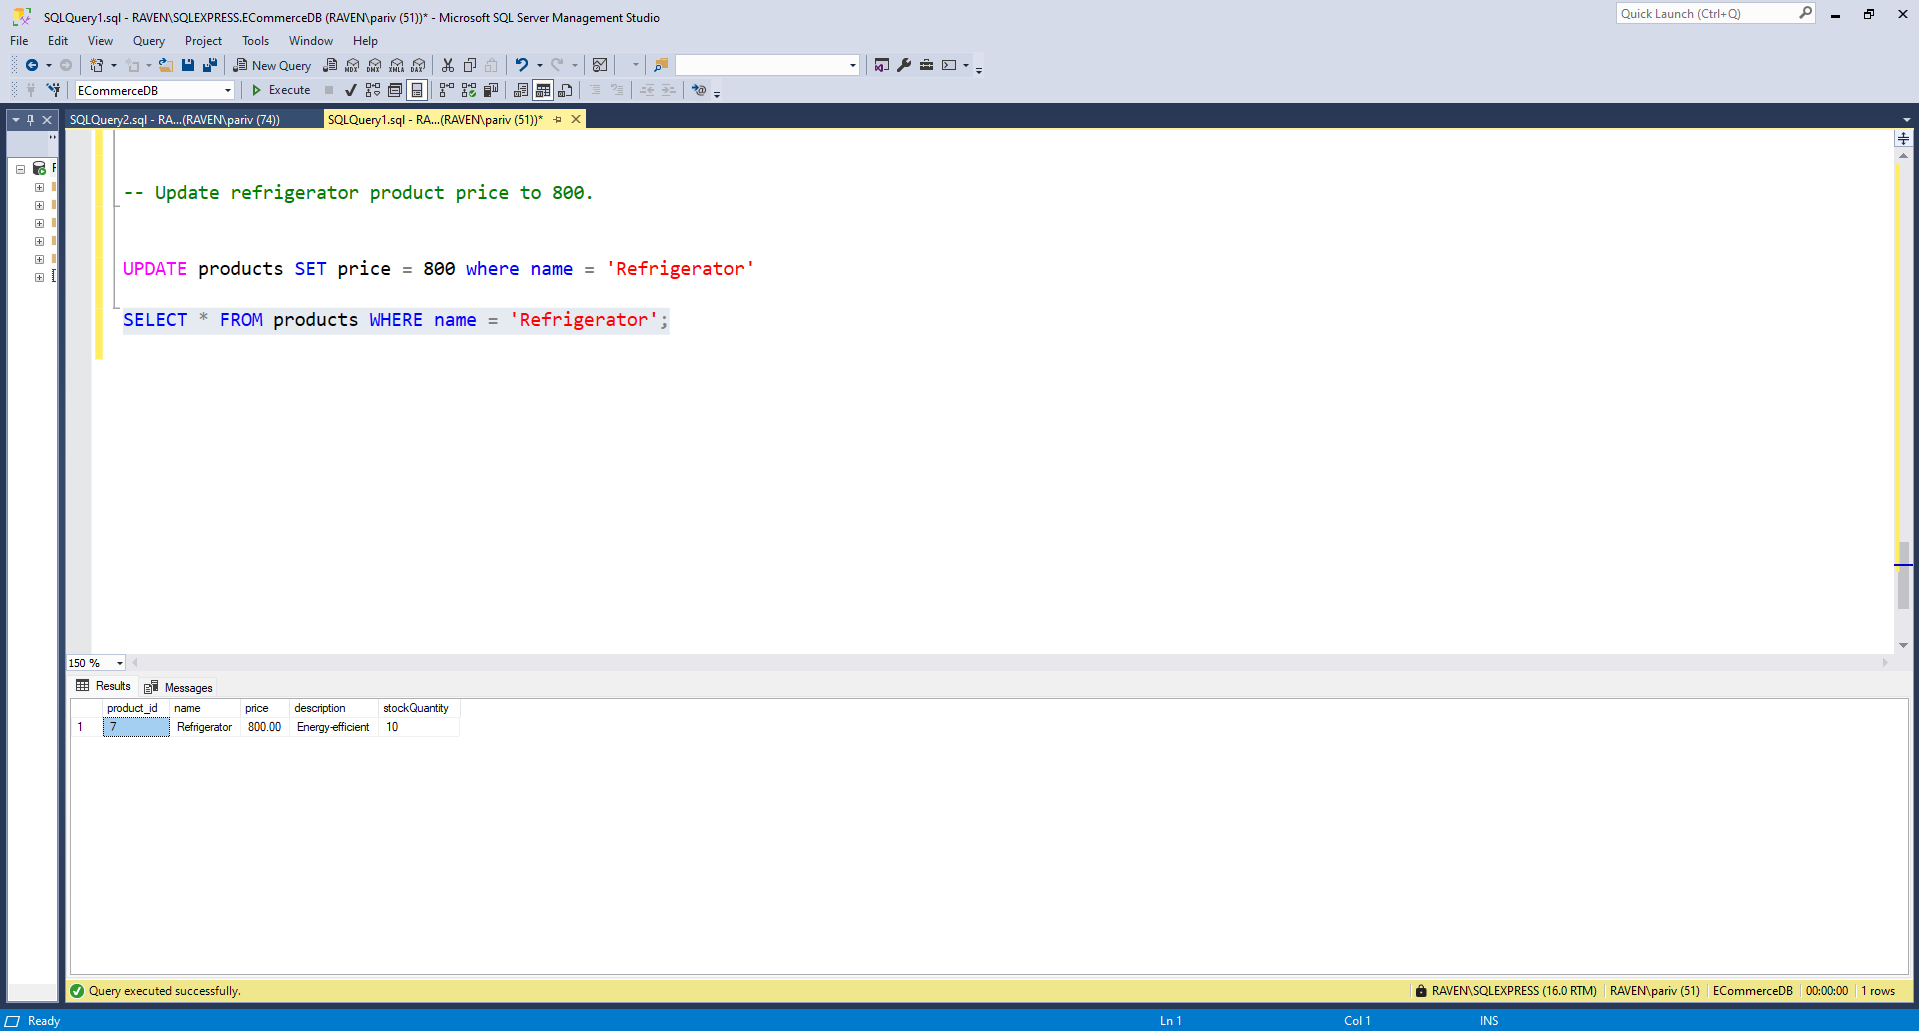 SQLQuery1.sql - RAVEN\SQLEXPRESS.ECommerceDB (RAVEN\pariv (51))* - Microsoft SQL Server Management Studio
Quick Launch (Ctrl+Q)
File Edit View Query Project Tools Window Help
New Query MDX DMX XMLA DAX
ECommerceDB Execute
SQLQuery2.sql - RA...(RAVEN\pariv (74)) SQLQuery1.sql - RA...(RAVEN\pariv (51))*
-- Update refrigerator product price to 800.
UPDATE products SET price = 800 where name = 'Refrigerator'
SELECT * FROM products WHERE name = 'Refrigerator';
150 %
Results Messages
product_id name price description stockQuantity
1 7 Refrigerator 800.00 Energy-efficient 10
Query executed successfully. RAVEN\SQLEXPRESS (16.0 RTM) RAVEN\pariv (51) ECommerceDB 00:00:00 1 rows
Ready Ln 1 Col 1 INS